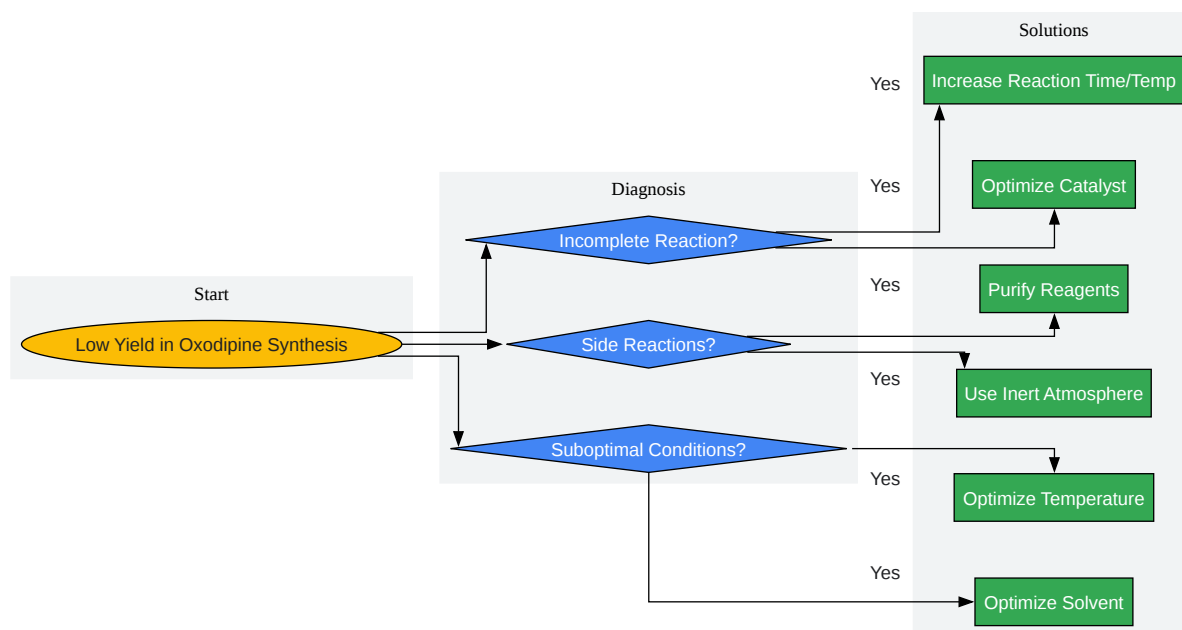 Start
Low Yield in Oxodipine Synthesis
Diagnosis
Incomplete Reaction?
Side Reactions?
Suboptimal Conditions?
Solutions
Yes
Increase Reaction Time/Temp
Yes
Optimize Catalyst
Yes
Purify Reagents
Yes
Use Inert Atmosphere
Yes
Optimize Temperature
Yes
Optimize Solvent